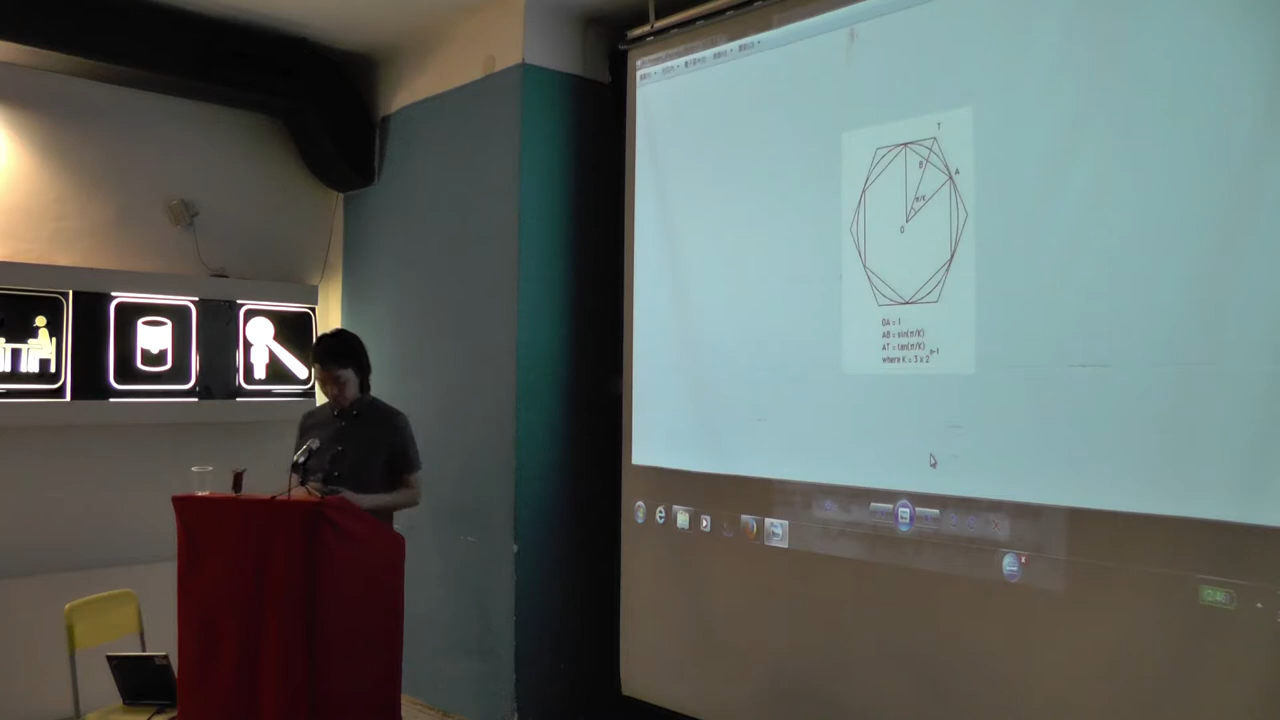 T
B
A
π/K
O
OA = 1
AB = sin(π/K)
AT = tan(π/K)
where K = 3 x 2^n-1